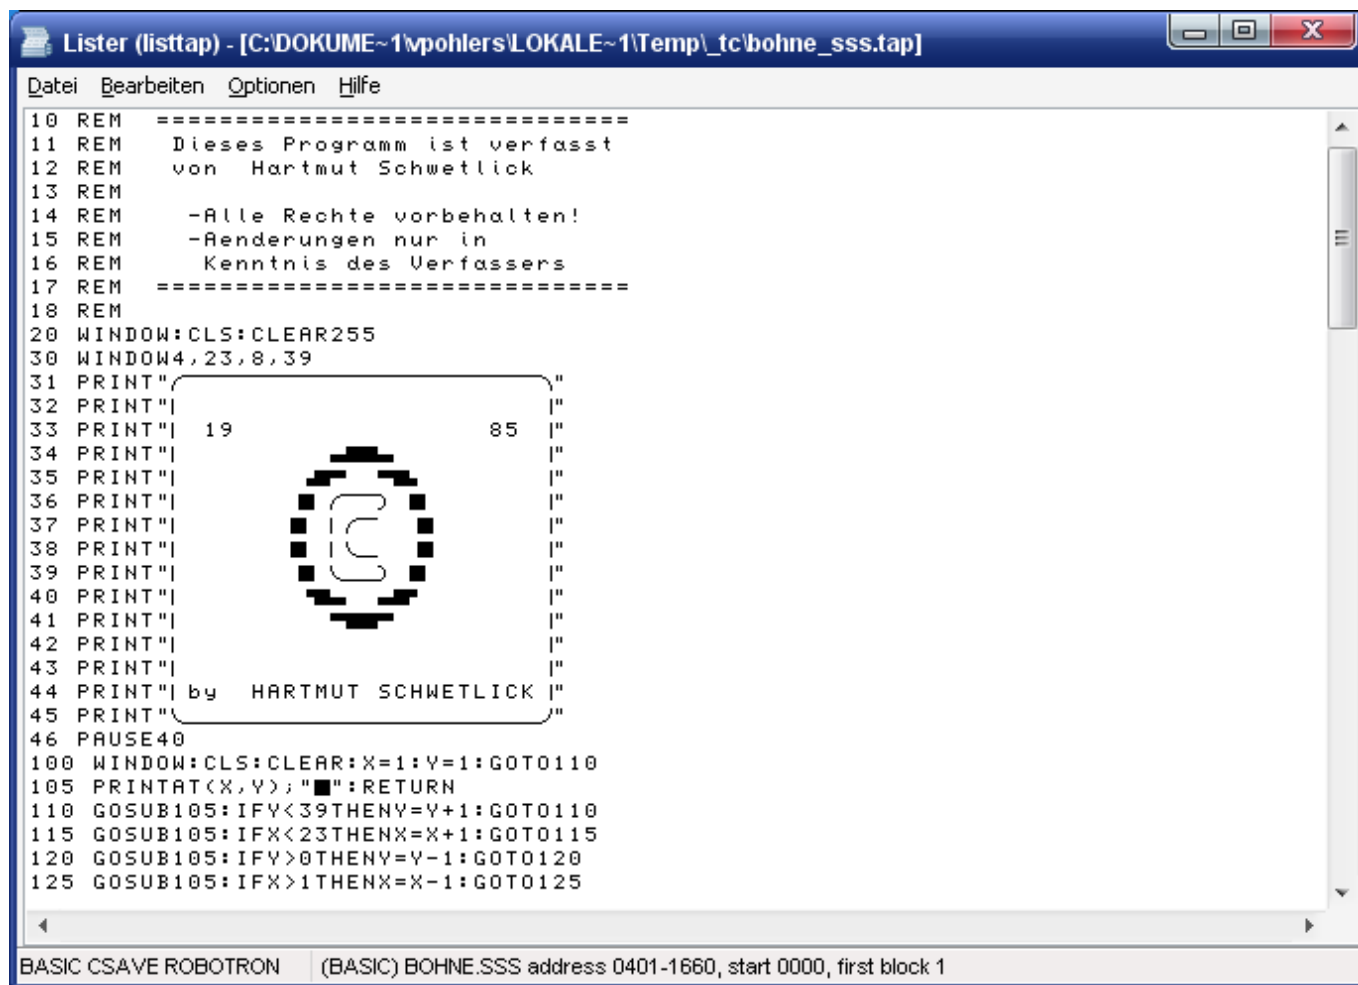 Lister (listtap) - [C:\DOKUME~1\vpohlers\LOKALE~1\Temp\_tc\bohne_sss.tap]
Datei Bearbeiten Optionen Hilfe
10 REM  ==============================
11 REM   Dieses Programm ist verfasst
12 REM   von  Hartmut Schwetlick
13 REM
14 REM    -Alle Rechte vorbehalten!
15 REM    -Aenderungen nur in
16 REM     Kenntnis des Verfassers
17 REM  ==============================
18 REM
20 WINDOW:CLS:CLEAR255
30 WINDOW4,23,8,39
31 PRINT"                        "
32 PRINT"|                       |"
33 PRINT"| 19                85  |"
34 PRINT"|                       |"
35 PRINT"|                       |"
36 PRINT"|                       |"
37 PRINT"|                       |"
38 PRINT"|                       |"
39 PRINT"|                       |"
40 PRINT"|                       |"
41 PRINT"|                       |"
42 PRINT"|                       |"
43 PRINT"|                       |"
44 PRINT"| by  HARTMUT SCHWETLICK |"
45 PRINT"                        "
46 PAUSE40
100 WINDOW:CLS:CLEAR:X=1:Y=1:GOTO110
105 PRINTAT(X,Y);"■":RETURN
110 GOSUB105:IFY<39THENY=Y+1:GOTO110
115 GOSUB105:IFX<23THENX=X+1:GOTO115
120 GOSUB105:IFY>0THENY=Y-1:GOTO120
125 GOSUB105:IFX>1THENX=X-1:GOTO125
BASIC CSAVE ROBOTRON (BASIC) BOHNE.SSS address 0401-1660, start 0000, first block 1